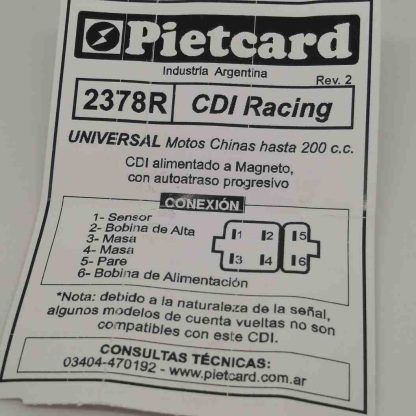 Pietcard
Industria Argentina
Rev. 2
2378R CDI Racing
UNIVERSAL Motos Chinas hasta 200 c.c.
CDI alimentado a Magneto,
con autoatraso progresivo
CONEXIÓN
1- Sensor
2- Bobina de Alta
3- Masa
4- Masa
5- Pare
6- Bobina de Alimentación
1 2 5
3 4 6
*Nota: debido a la naturaleza de la señal,
algunos modelos de cuenta vueltas no son
compatibles con este CDI.
CONSULTAS TÉCNICAS:
03404-470192 - www.pietcard.com.ar